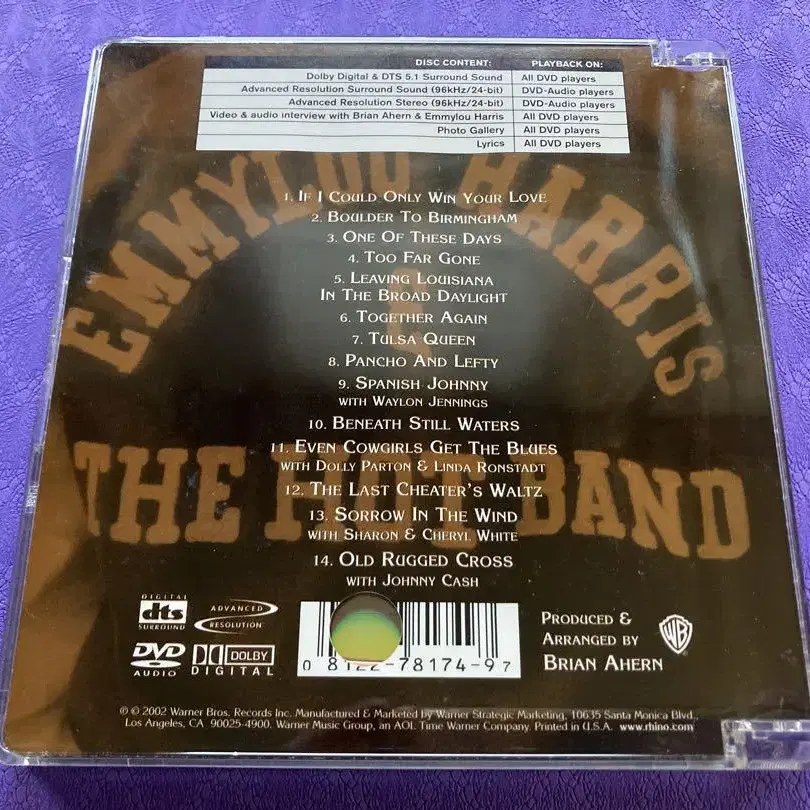 DISC CONTENT: PLAYBACK ON:
Dolby Digital & DTS 5.1 Surround Sound All DVD players
Advanced Resolution Surround Sound (96kHz/24-bit) DVD-Audio players
Advanced Resolution Stereo (96kHz/24-bit) DVD-Audio players
Video & audio interview with Brian Ahern & Emmylou Harris All DVD players
Photo Gallery All DVD players
Lyrics All DVD players
EMMYLOU HARRIS
&
THE HOT BAND
1. If I Could Only Win Your Love
2. Boulder To Birmingham
3. One Of These Days
4. Too Far Gone
5. Leaving Louisiana
In The Broad Daylight
6. Together Again
7. Tulsa Queen
8. Pancho And Lefty
9. Spanish Johnny
with Waylon Jennings
10. Beneath Still Waters
11. Even Cowgirls Get The Blues
with Dolly Parton & Linda Ronstadt
12. The Last Cheater's Waltz
13. Sorrow In The Wind
with Sharon & Cheryl White
14. Old Rugged Cross
with Johnny Cash
DIGITAL
dts
SURROUND
ADVANCED
RESOLUTION
DVD
AUDIO
DOLBY
DIGITAL
0 8122-78174-9 7
Produced &
Arranged by
Brian Ahern
WB
℗ © 2002 Warner Bros. Records Inc. Manufactured & Marketed by Warner Strategic Marketing, 10635 Santa Monica Blvd.,
Los Angeles, CA 90025-4900. Warner Music Group, an AOL Time Warner Company. Printed in U.S.A. www.rhino.com